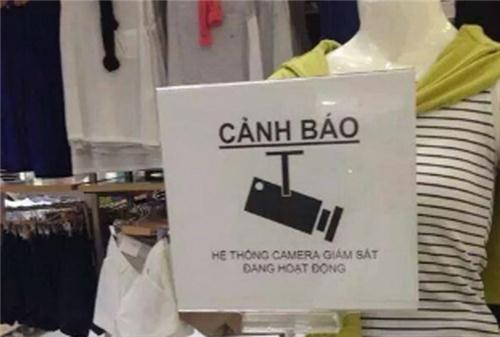 CẢNH BÁO
HỆ THỐNG CAMERA GIÁM SÁT
ĐANG HOẠT ĐỘNG